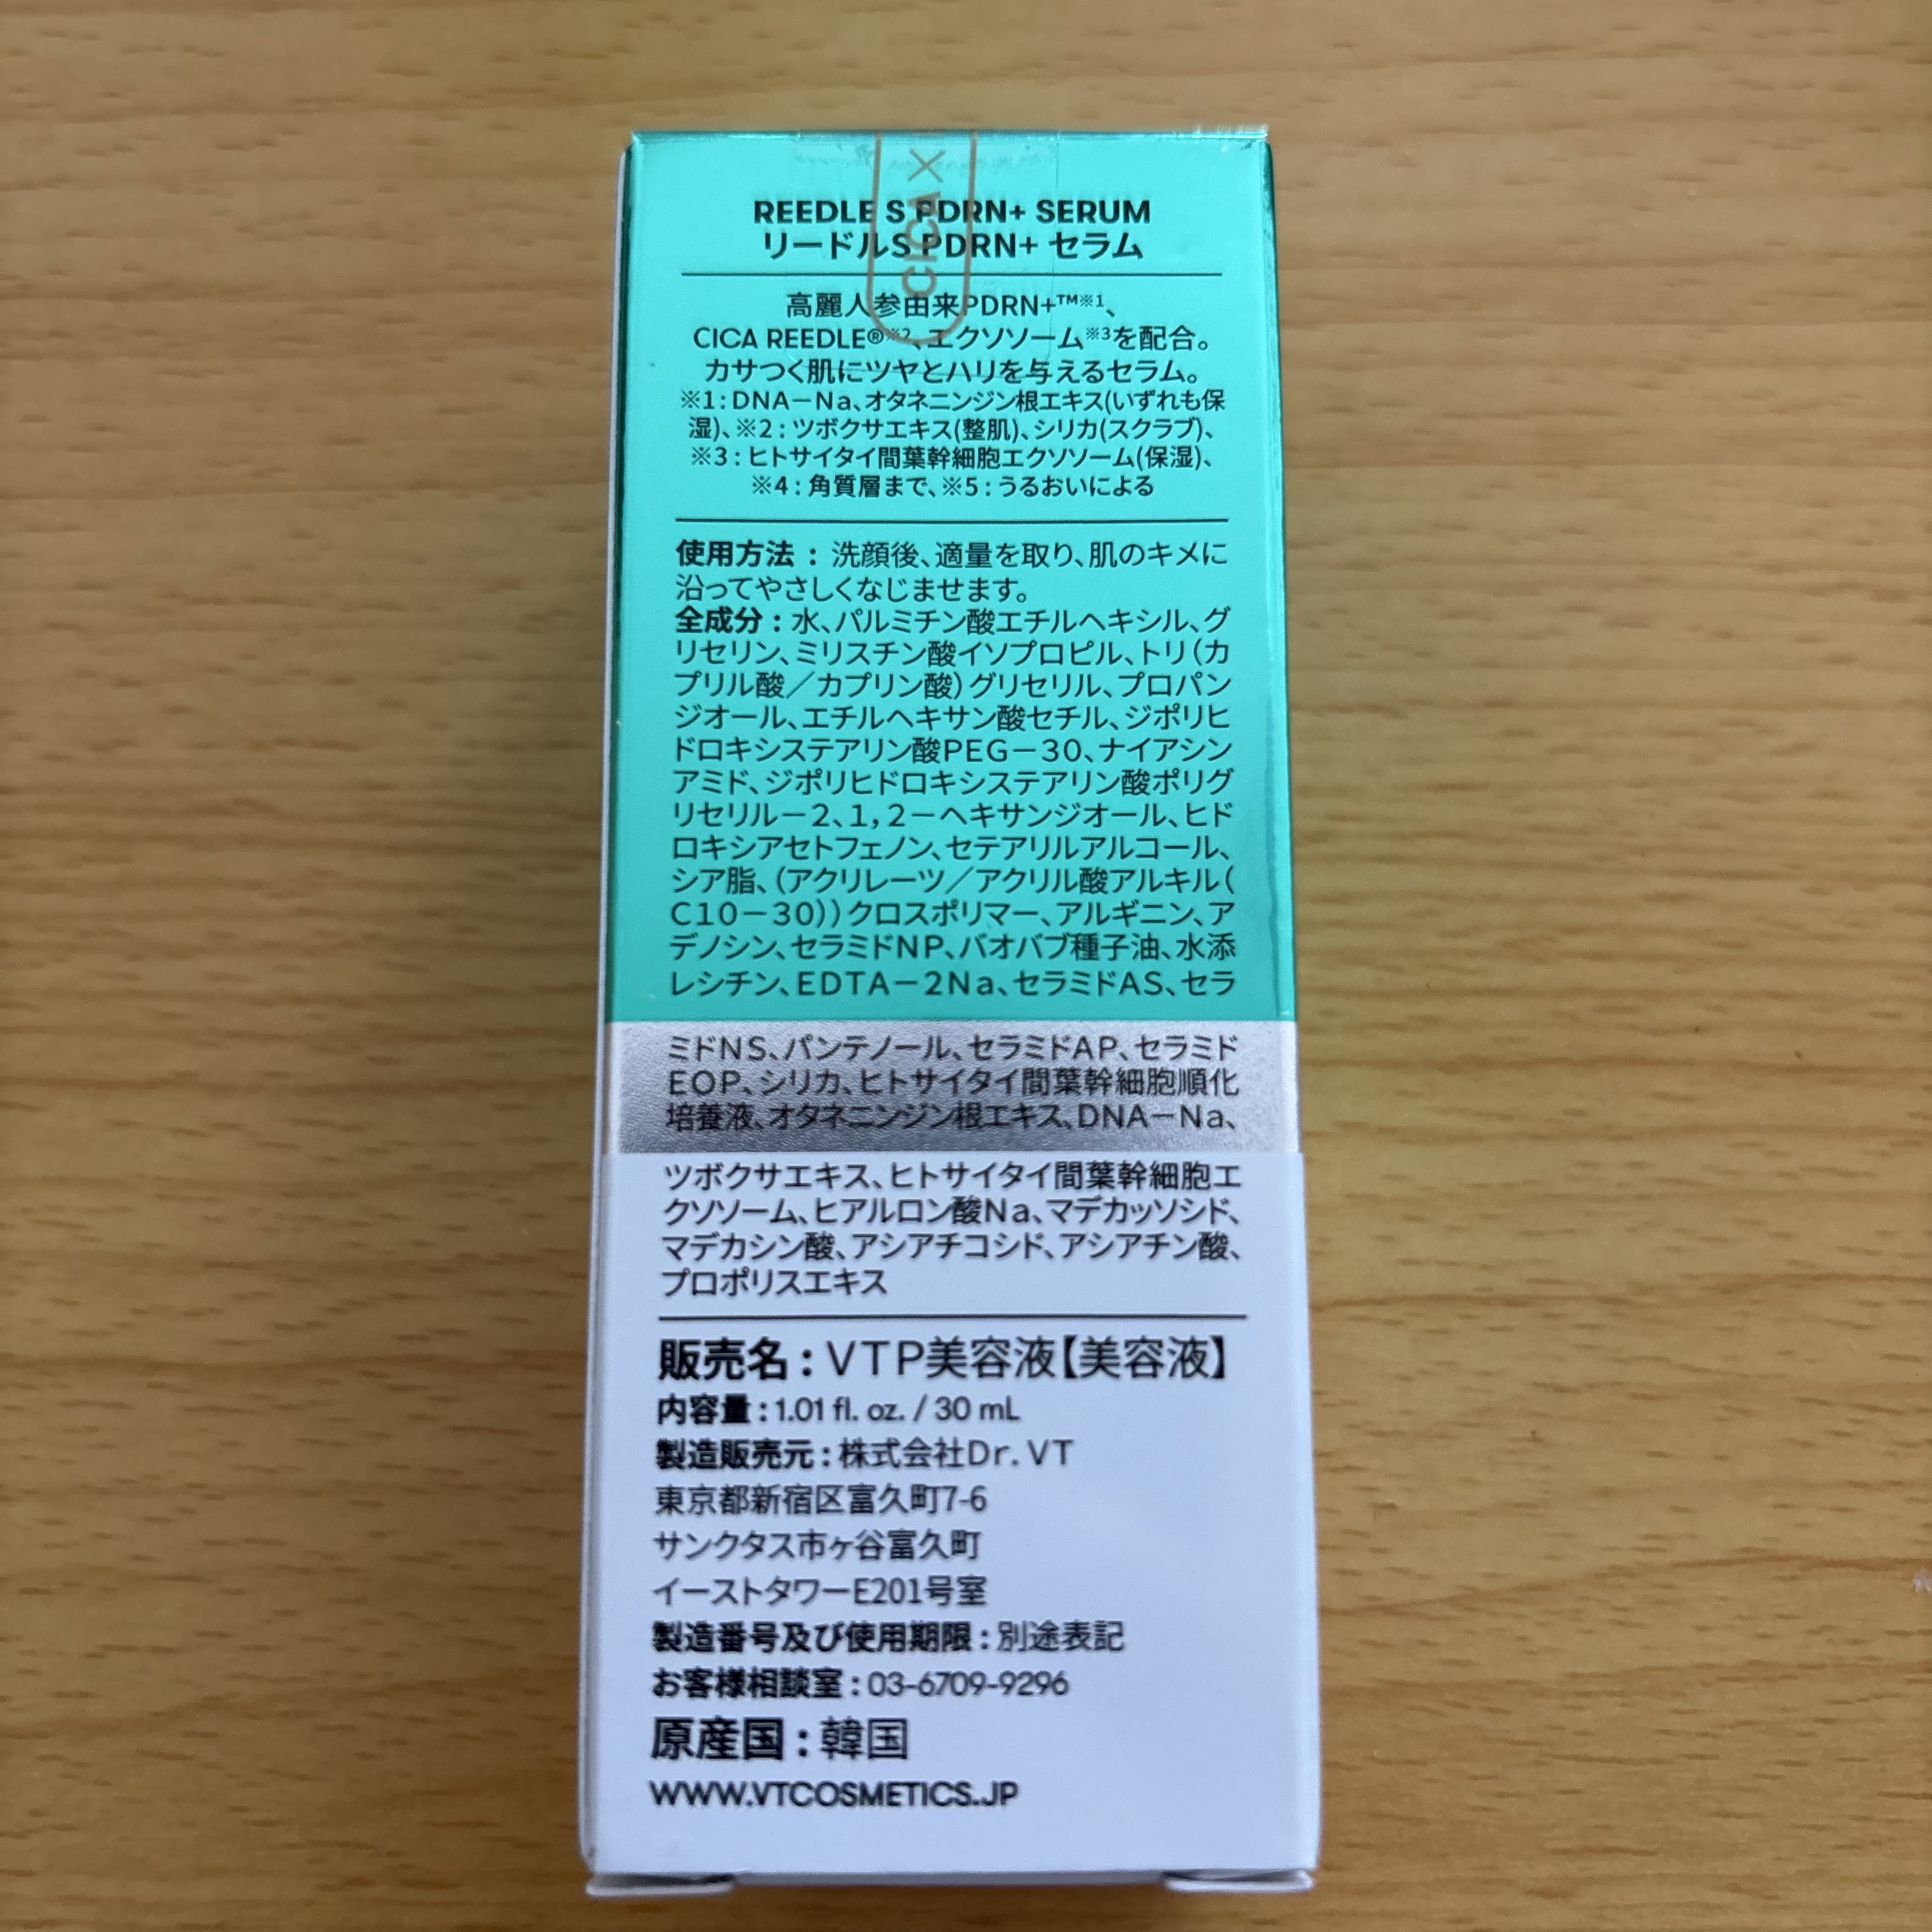 CICA X
REEDLE S PDRN+ SERUM
リードルS PDRN+ セラム
高麗人参由来PDRN+™※1、
CICA REEDLE®※2、エクソソーム※3を配合。
カサつく肌にツヤとハリを与えるセラム。
※1：DNA－Na、オタネニンジン根エキス(いずれも保
湿)、※2：ツボクサエキス(整肌)、シリカ(スクラブ)、
※3：ヒトサイタイ間葉幹細胞エクソソーム(保湿)、
※4：角質層まで、※5：うるおいによる
使用方法：洗顔後、適量を取り、肌のキメに
沿ってやさしくなじませます。
全成分：水、パルミチン酸エチルヘキシル、グ
リセリン、ミリスチン酸イソプロピル、トリ（カ
プリル酸／カプリン酸）グリセリル、プロパン
ジオール、エチルヘキサン酸セチル、ジポリヒ
ドロキシステアリン酸PEG－30、ナイアシン
アミド、ジポリヒドロキシステアリン酸ポリグ
リセリル－2、1，2－ヘキサンジオール、ヒド
ロキシアセトフェノン、セテアリルアルコール、
シア脂、（アクリレーツ／アクリル酸アルキル（
C10－30））クロスポリマー、アルギニン、ア
デノシン、セラミドNP、バオバブ種子油、水添
レシチン、EDTA－2Na、セラミドAS、セラ
ミドNS、パンテノール、セラミドAP、セラミド
EOP、シリカ、ヒトサイタイ間葉幹細胞順化
培養液、オタネニンジン根エキス、DNA－Na、
ツボクサエキス、ヒトサイタイ間葉幹細胞エ
クソソーム、ヒアルロン酸Na、マデカッソシド、
マデカシン酸、アシアチコシド、アシアチン酸、
プロポリスエキス
販売名：VTP美容液【美容液】
内容量：1.01 fl. oz. / 30 mL
製造販売元：株式会社Dr. VT
東京都新宿区富久町7-6
サンクタス市ヶ谷富久町
イーストタワーE201号室
製造番号及び使用期限：別途表記
お客様相談室：03-6709-9296
原産国：韓国
WWW.VTCOSMETICS.JP